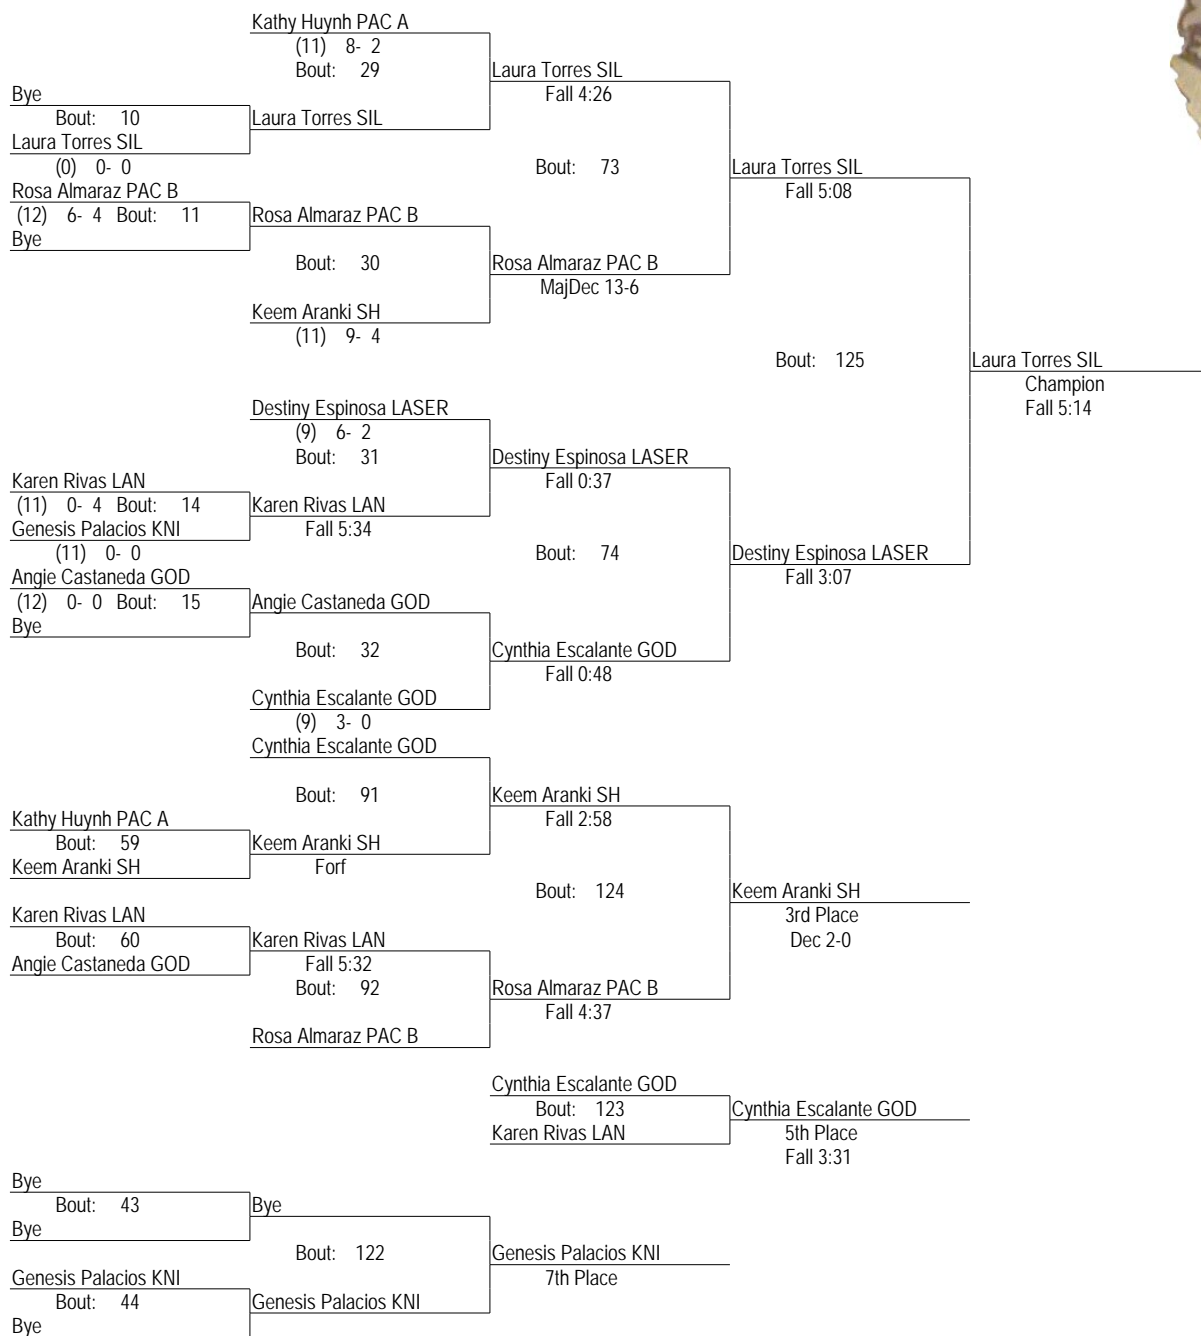 Kathy Huynh PAC A
(11) 8- 2
Bout: 29
Laura Torres SIL
Fall 4:26
Bye
Bout: 10
Laura Torres SIL
Laura Torres SIL
(0) 0- 0
Bout: 73
Laura Torres SIL
Fall 5:08
Rosa Almaraz PAC B
(12) 6- 4 Bout: 11
Rosa Almaraz PAC B
Bye
Bout: 30
Rosa Almaraz PAC B
MajDec 13-6
Keem Aranki SH
(11) 9- 4
Bout: 125
Laura Torres SIL
Champion
Fall 5:14
Destiny Espinosa LASER
(9) 6- 2
Bout: 31
Destiny Espinosa LASER
Fall 0:37
Karen Rivas LAN
(11) 0- 4 Bout: 14
Karen Rivas LAN
Fall 5:34
Genesis Palacios KNI
(11) 0- 0
Bout: 74
Destiny Espinosa LASER
Fall 3:07
Angie Castaneda GOD
(12) 0- 0 Bout: 15
Angie Castaneda GOD
Bye
Bout: 32
Cynthia Escalante GOD
Fall 0:48
Cynthia Escalante GOD
(9) 3- 0
Cynthia Escalante GOD
Bout: 91
Keem Aranki SH
Fall 2:58
Kathy Huynh PAC A
Bout: 59
Keem Aranki SH
Forf
Keem Aranki SH
Bout: 124
Keem Aranki SH
3rd Place
Dec 2-0
Karen Rivas LAN
Bout: 60
Karen Rivas LAN
Fall 5:32
Angie Castaneda GOD
Bout: 92
Rosa Almaraz PAC B
Fall 4:37
Rosa Almaraz PAC B
Cynthia Escalante GOD
Bout: 123
Cynthia Escalante GOD
Karen Rivas LAN
5th Place
Fall 3:31
Bye
Bout: 43
Bye
Bye
Bout: 122
Genesis Palacios KNI
7th Place
Genesis Palacios KNI
Bout: 44
Genesis Palacios KNI
Bye